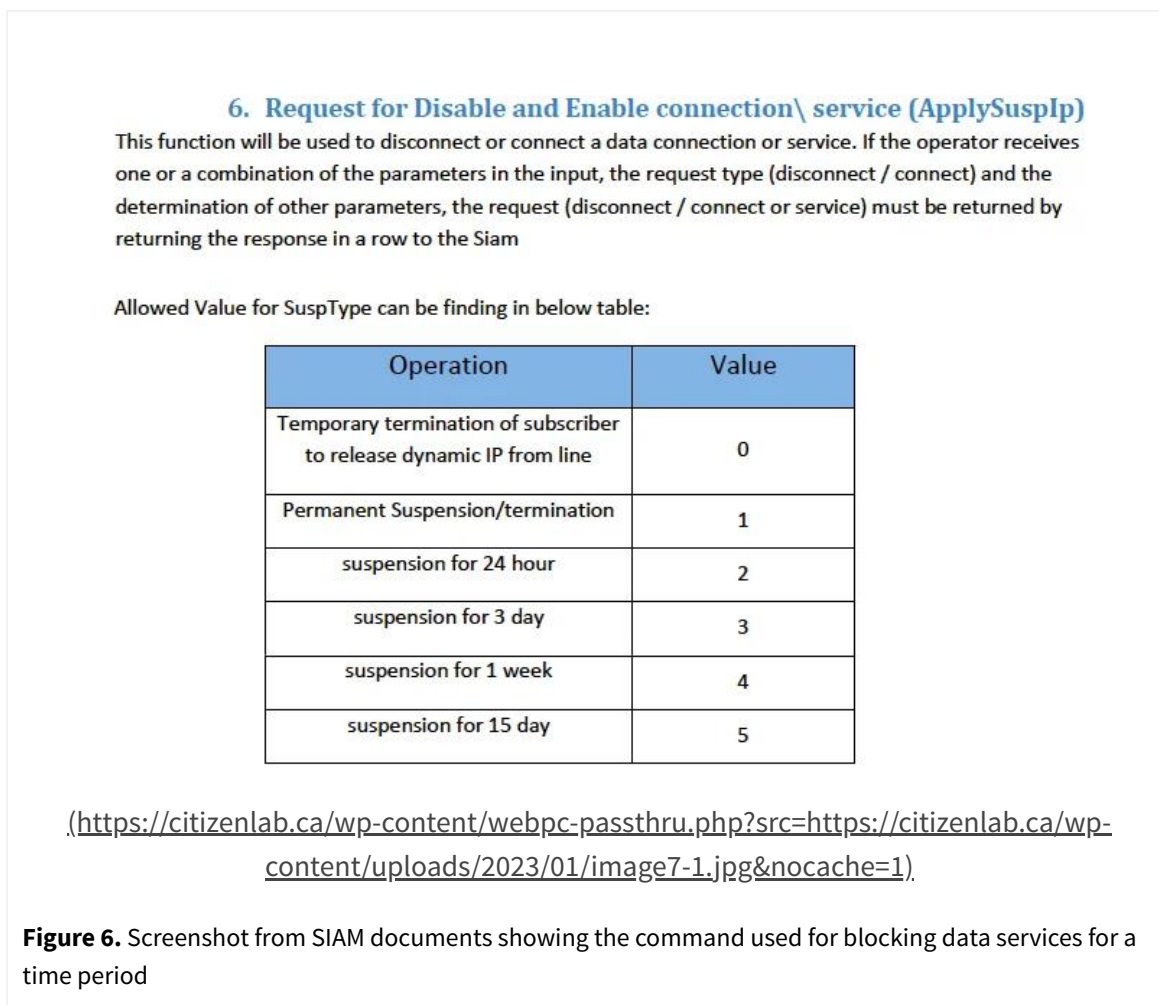 6. Request for Disable and Enable connection\ service (ApplySuspIp)
This function will be used to disconnect or connect a data connection or service. If the operator receives
one or a combination of the parameters in the input, the request type (disconnect / connect) and the
determination of other parameters, the request (disconnect / connect or service) must be returned by
returning the response in a row to the Siam
Allowed Value for SuspType can be finding in below table:
Operation Value
Temporary termination of subscriber
to release dynamic IP from line 0
Permanent Suspension/termination 1
suspension for 24 hour 2
suspension for 3 day 3
suspension for 1 week 4
suspension for 15 day 5
(https://citizenlab.ca/wp-content/webpc-passthru.php?src=https://citizenlab.ca/wp-
content/uploads/2023/01/image7-1.jpg&nocache=1)
Figure 6. Screenshot from SIAM documents showing the command used for blocking data services for a
time period